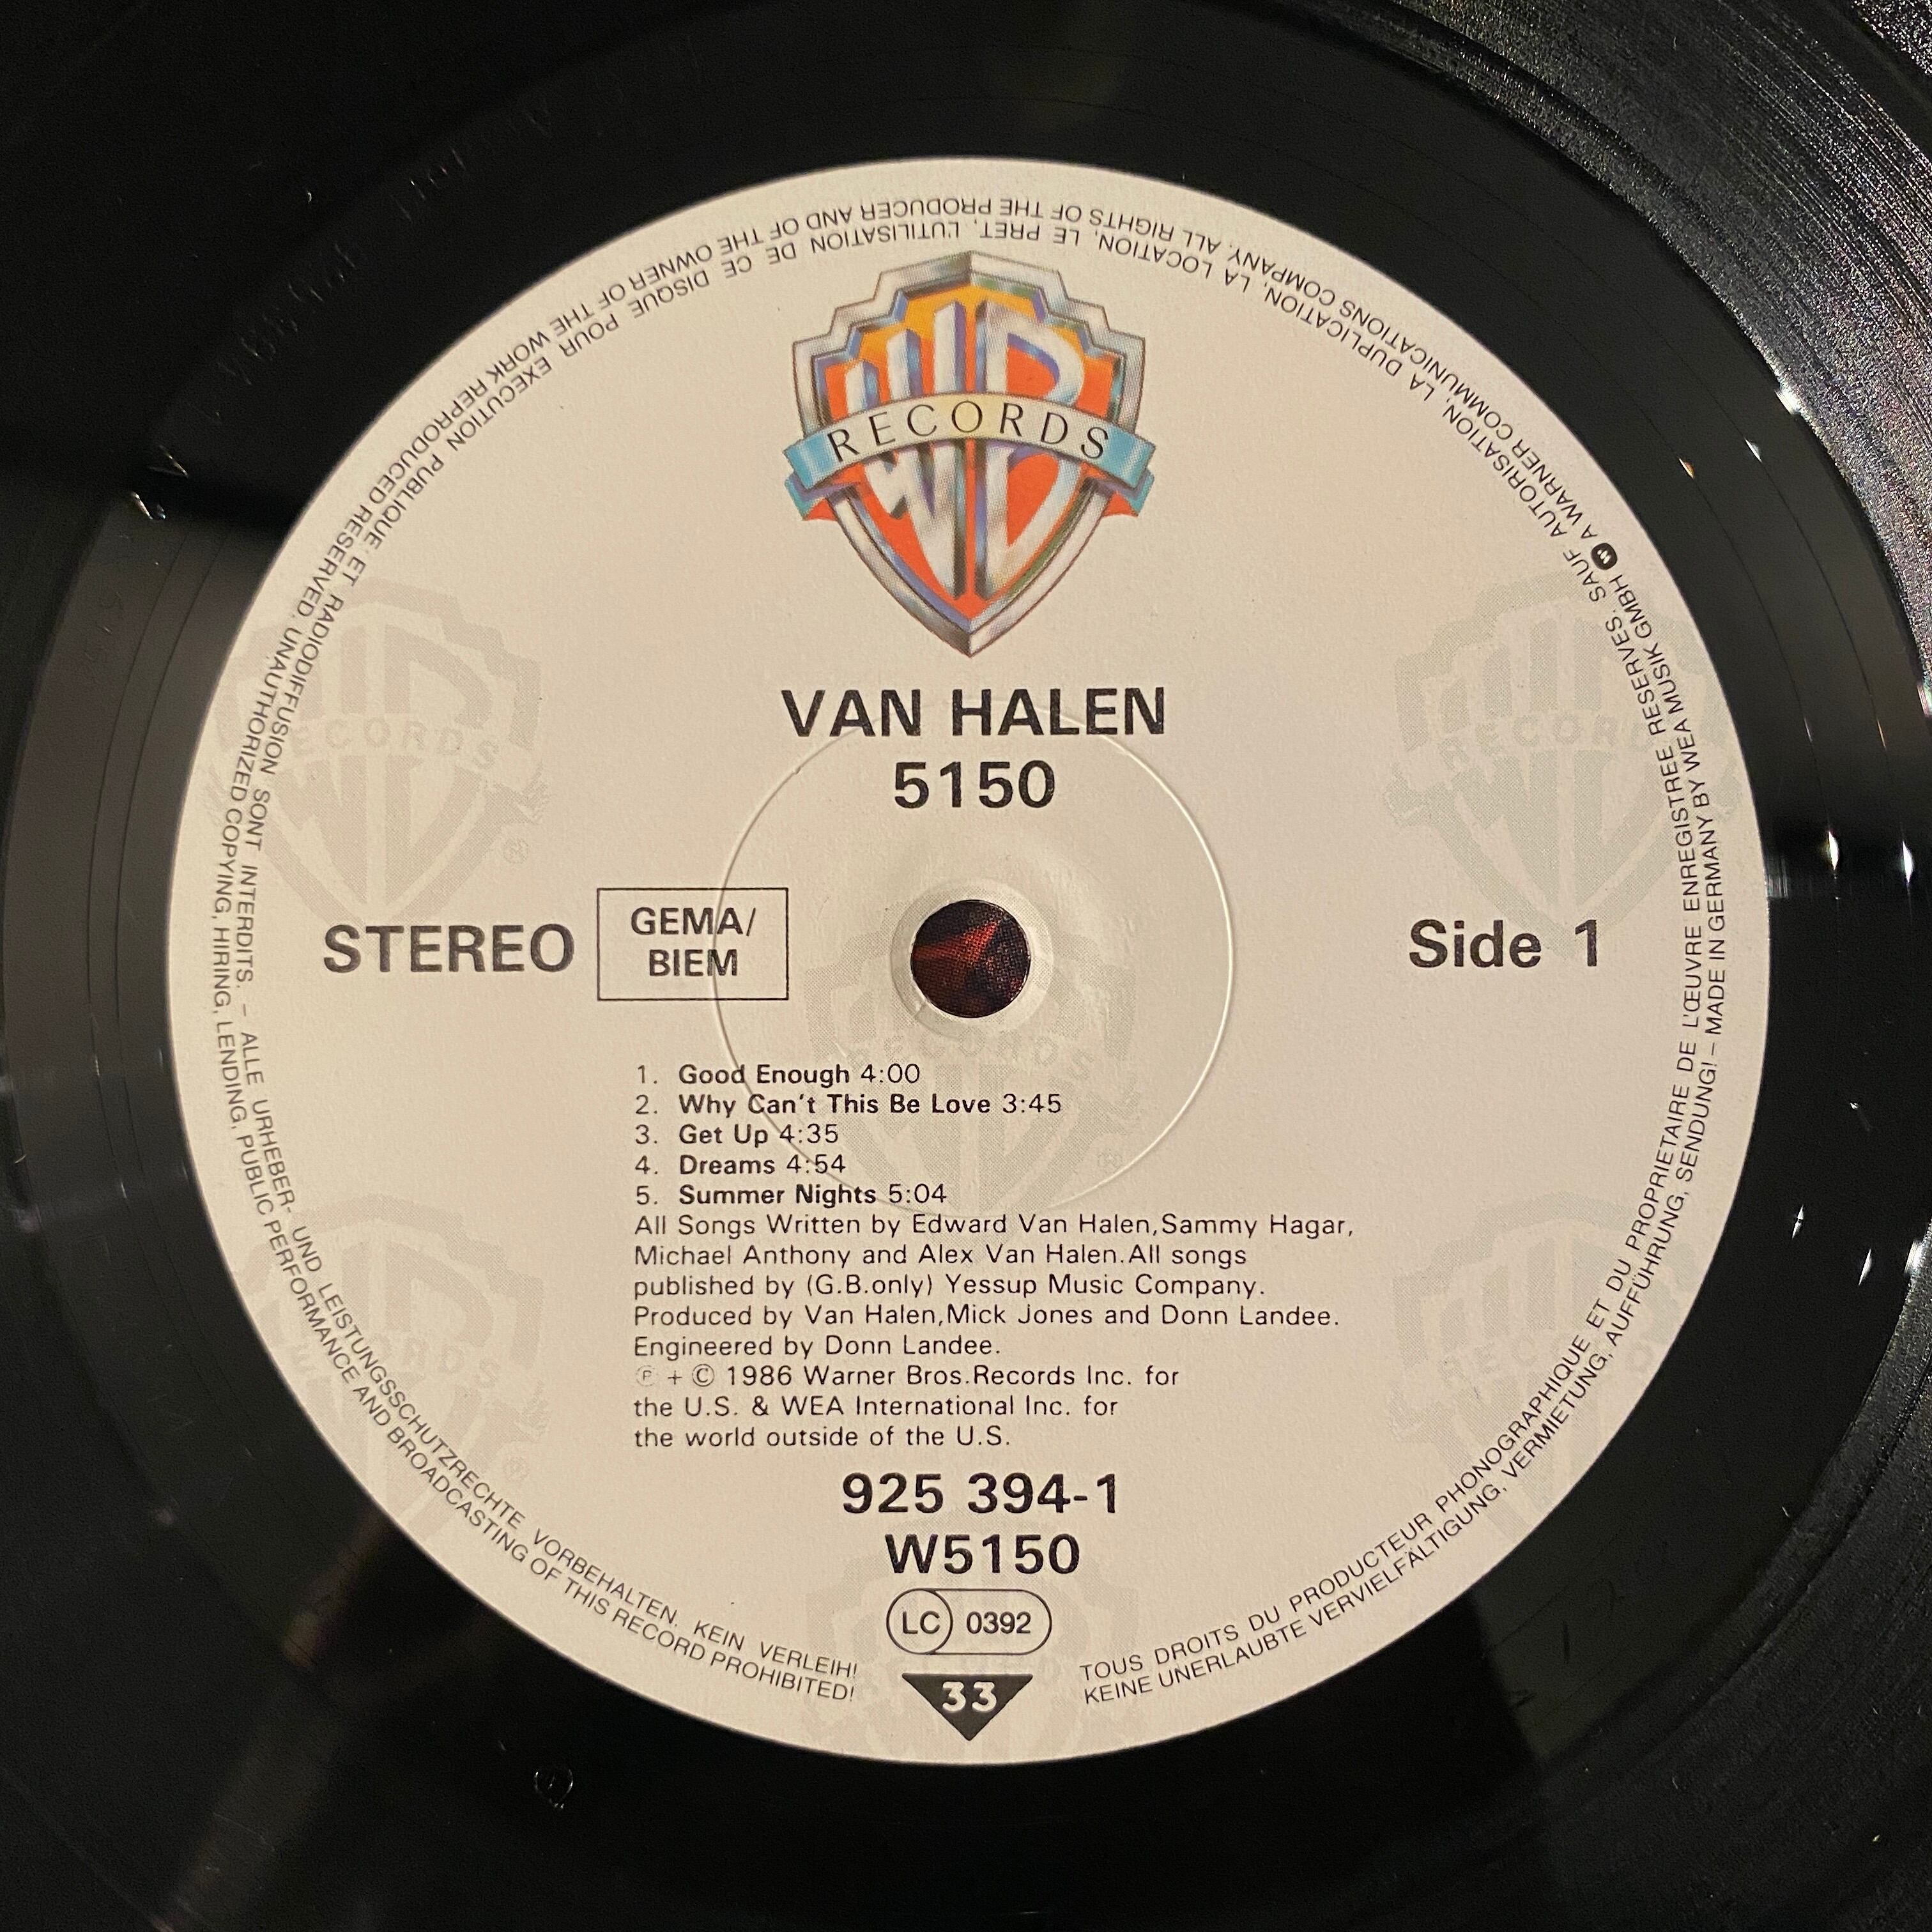 RECORDS
VAN HALEN
5150
STEREO
GEMA/
BIEM
Side 1
1. Good Enough 4:00
2. Why Can't This Be Love 3:45
3. Get Up 4:35
4. Dreams 4:54
5. Summer Nights 5:04
All Songs Written by Edward Van Halen,Sammy Hagar,
Michael Anthony and Alex Van Halen.All songs
published by (G.B.only) Yessup Music Company.
Produced by Van Halen,Mick Jones and Donn Landee.
Engineered by Donn Landee.
℗ + © 1986 Warner Bros.Records Inc. for
the U.S. & WEA International Inc. for
the world outside of the U.S.
925 394-1
W5150
LC 0392
33
TOUS DROITS DU PRODUCTEUR PHONOGRAPHIQUE ET DU PROPRIETAIRE DE L'ŒUVRE ENREGISTREE RESERVES. SAUF AUTORISATION, LA DUPLICATION, LA LOCATION, LE PRET, L'UTILISATION DE CE DISQUE POUR EXECUTION PUBLIQUE ET RADIODIFFUSION SONT INTERDITS. – ALLE URHEBER- UND LEISTUNGSSCHUTZRECHTE VORBEHALTEN. KEIN VERLEIH!
KEINE UNERLAUBTE VERVIELFÄLTIGUNG, VERMIETUNG, AUFFÜHRUNG, SENDUNG! – MADE IN GERMANY BY WEA MUSIK GMBH A WARNER COMMUNICATIONS COMPANY. ALL RIGHTS OF THE PRODUCER AND OF THE OWNER OF THE WORK REPRODUCED RESERVED. UNAUTHORIZED COPYING, HIRING, LENDING, PUBLIC PERFORMANCE AND BROADCASTING OF THIS RECORD PROHIBITED!